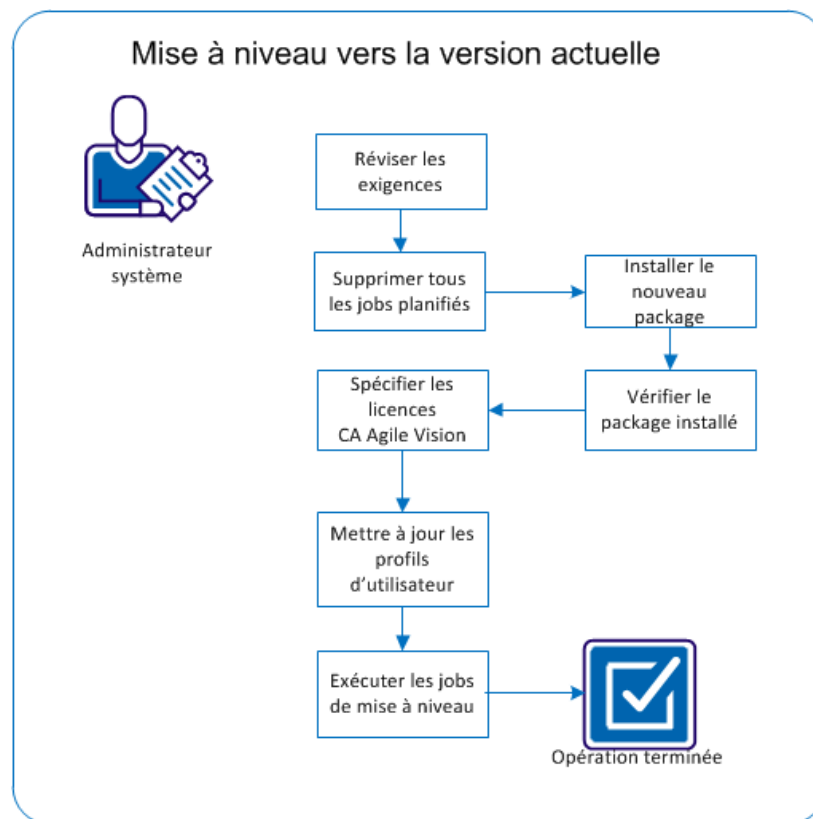 Mise à niveau vers la version actuelle
Administrateur
système
Réviser les
exigences
Supprimer tous
les jobs planifiés
Installer le
nouveau
package
Vérifier le
package installé
Spécifier les
licences
CA Agile Vision
Mettre à jour les
profils
d’utilisateur
Exécuter les jobs
de mise à niveau
Opération terminée